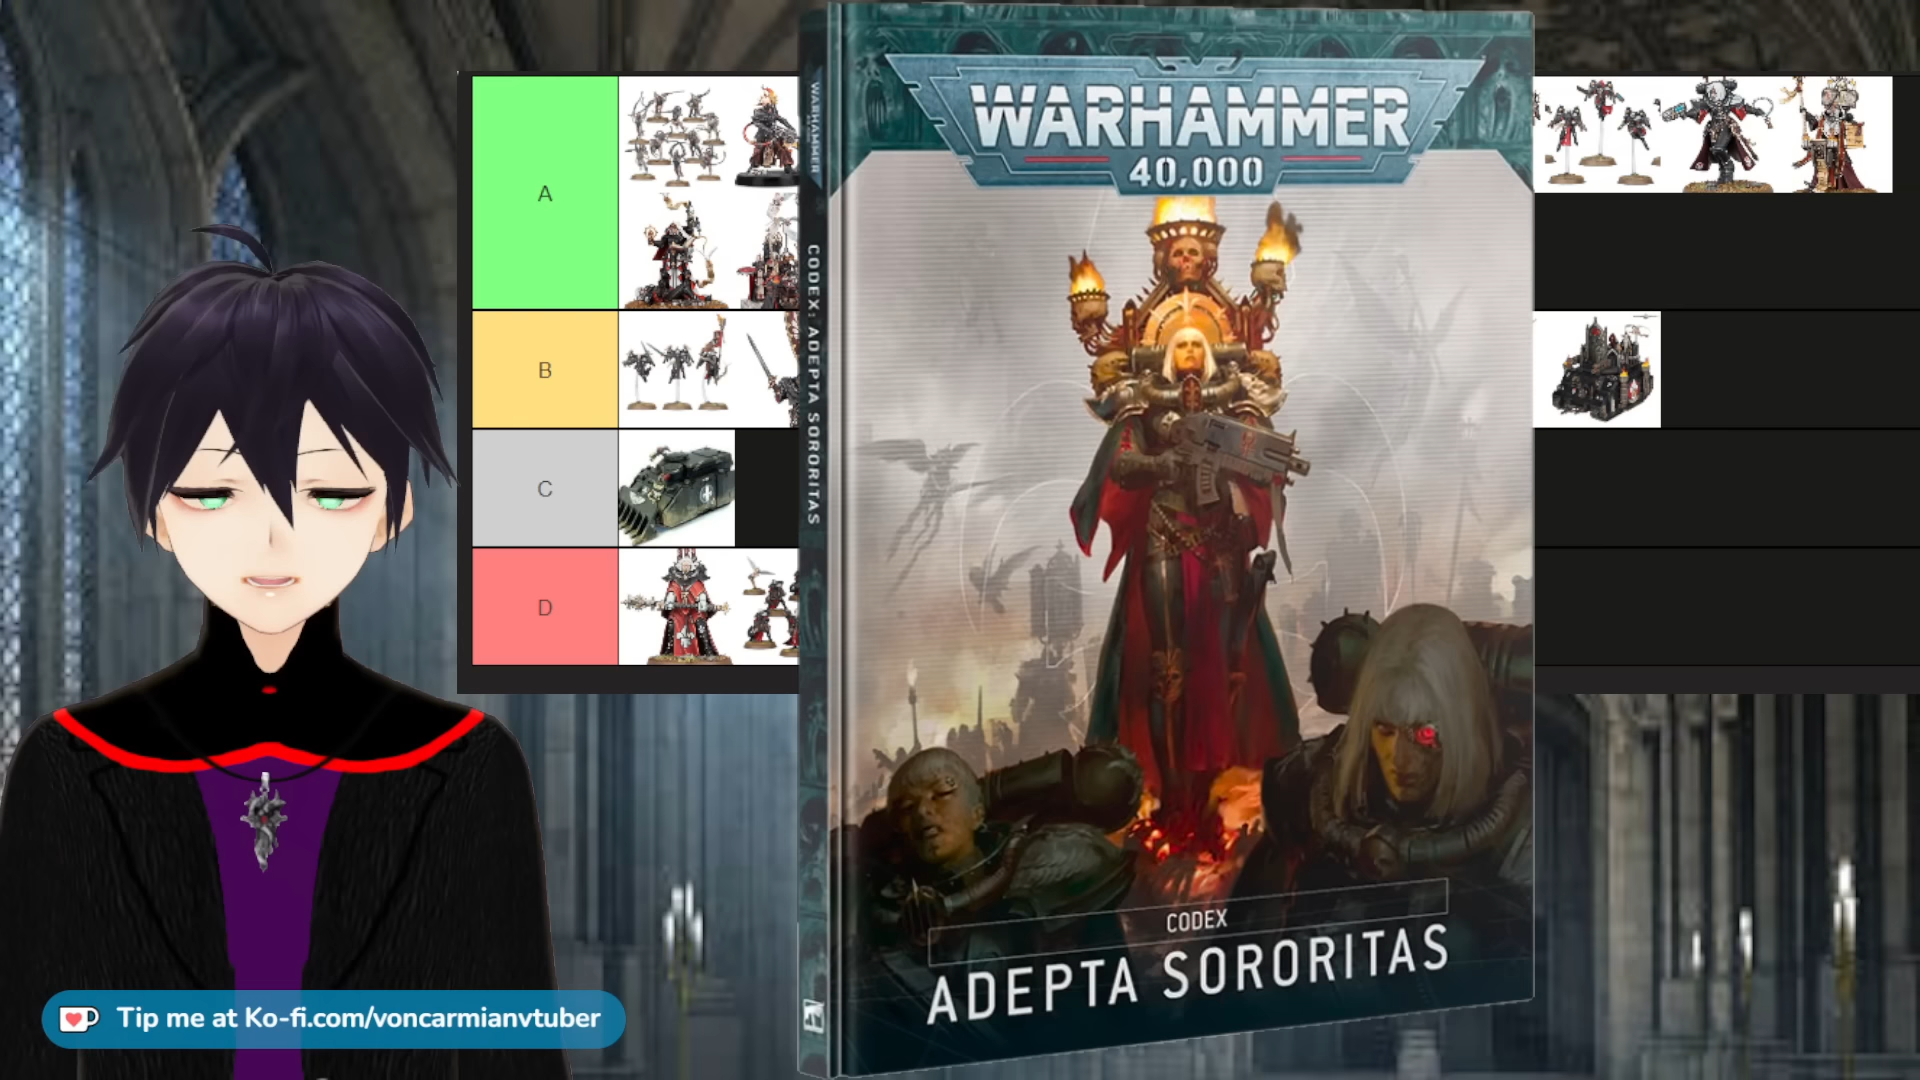 A
B
C
D
WARHAMMER
CODEX: ADEPTA SORORITAS
WARHAMMER
40,000
CODEX
ADEPTA SORORITAS
Tip me at Ko-fi.com/voncarmianvtuber